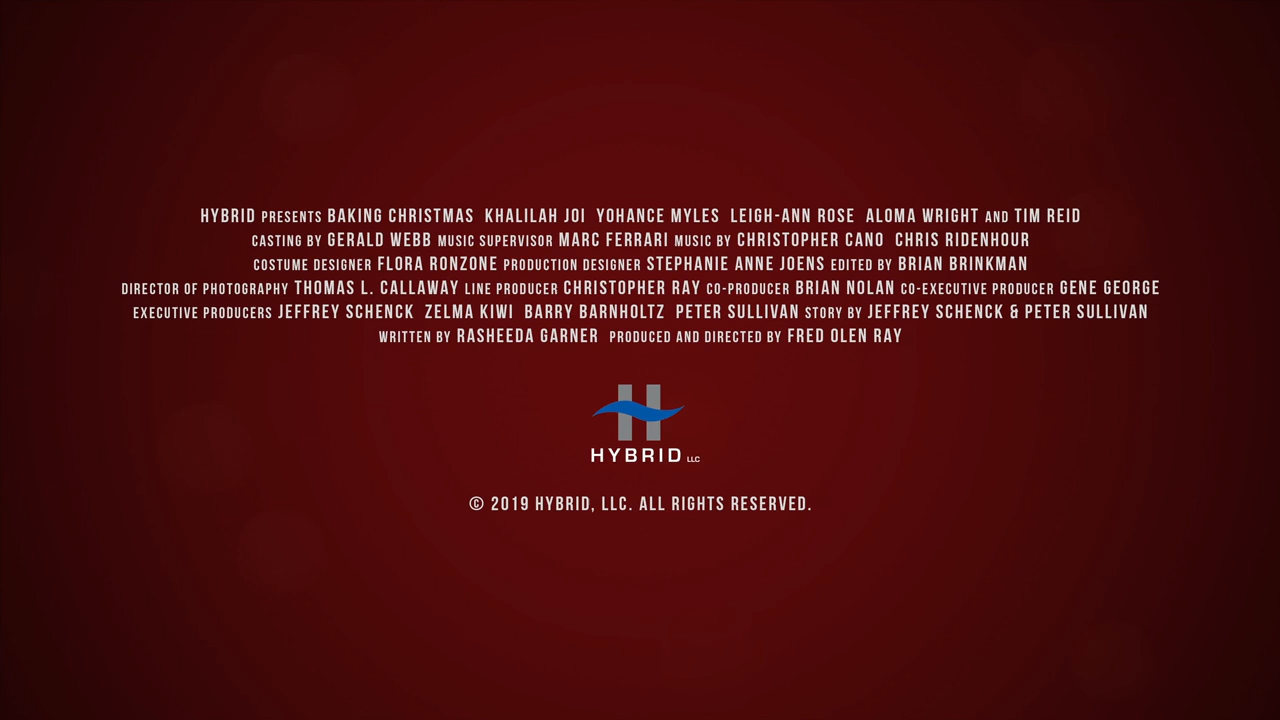 HYBRID PRESENTS BAKING CHRISTMAS KHALILAH JOI YOHANCE MYLES LEIGH-ANN ROSE ALOMA WRIGHT AND TIM REID
CASTING BY GERALD WEBB MUSIC SUPERVISOR MARC FERRARI MUSIC BY CHRISTOPHER CANO CHRIS RIDENHOUR
COSTUME DESIGNER FLORA RONZONE PRODUCTION DESIGNER STEPHANIE ANNE JOENS EDITED BY BRIAN BRINKMAN
DIRECTOR OF PHOTOGRAPHY THOMAS L. CALLAWAY LINE PRODUCER CHRISTOPHER RAY CO-PRODUCER BRIAN NOLAN CO-EXECUTIVE PRODUCER GENE GEORGE
EXECUTIVE PRODUCERS JEFFREY SCHENCK ZELMA KIWI BARRY BARNHOLTZ PETER SULLIVAN STORY BY JEFFREY SCHENCK & PETER SULLIVAN
WRITTEN BY RASHEEDA GARNER PRODUCED AND DIRECTED BY FRED OLEN RAY
H
HYBRID LLC
© 2019 HYBRID, LLC. ALL RIGHTS RESERVED.